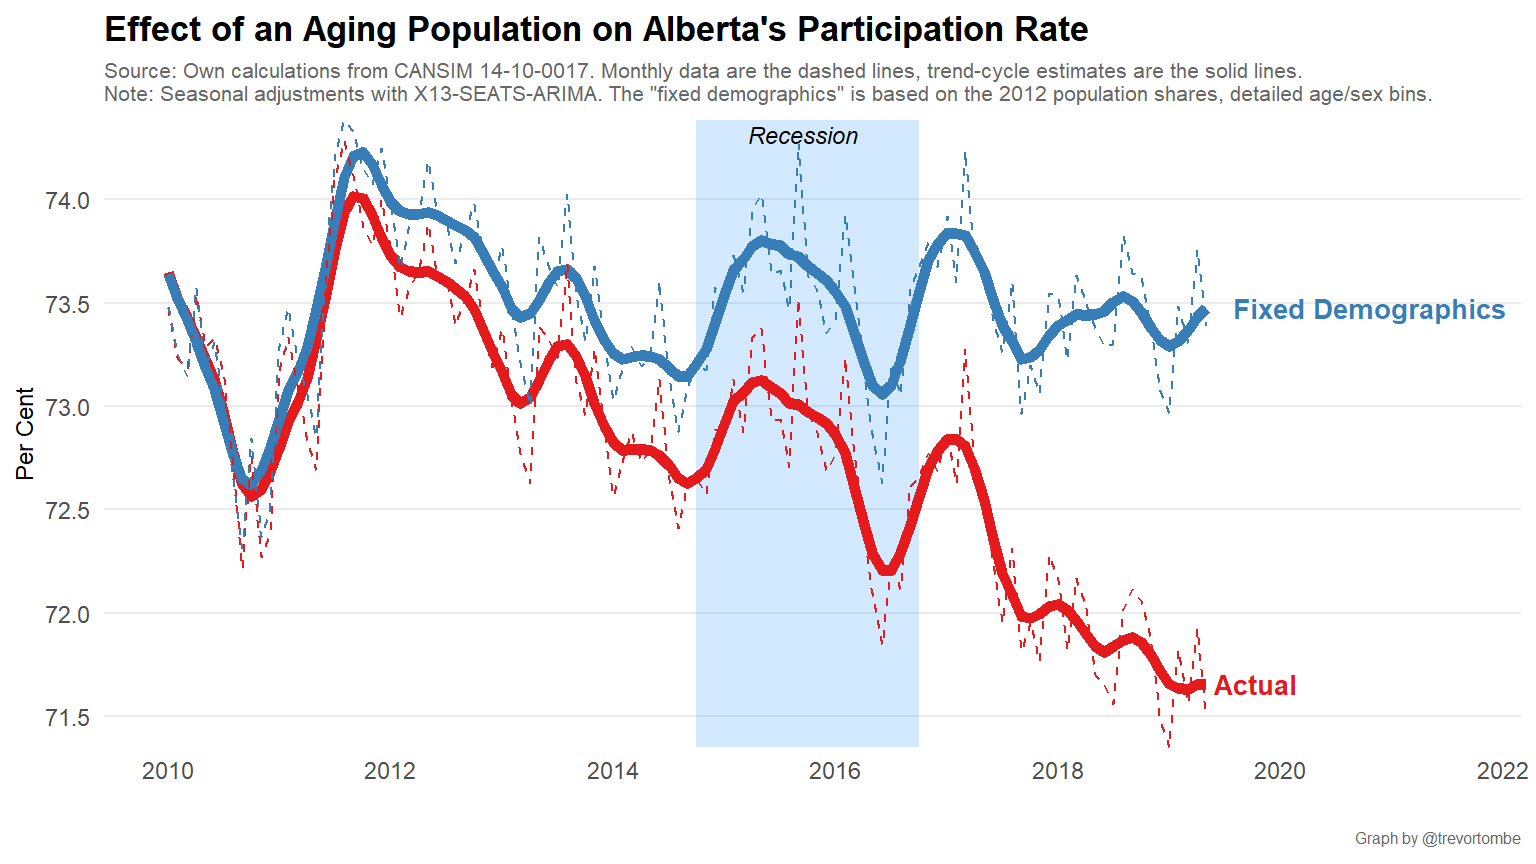 Effect of an Aging Population on Alberta's Participation Rate
Source: Own calculations from CANSIM 14-10-0017. Monthly data are the dashed lines, trend-cycle estimates are the solid lines.
Note: Seasonal adjustments with X13-SEATS-ARIMA. The "fixed demographics" is based on the 2012 population shares, detailed age/sex bins.
Recession
74.0
73.5
73.0
72.5
72.0
71.5
Per Cent
Fixed Demographics
Actual
2010 2012 2014 2016 2018 2020 2022
Graph by @trevortombe